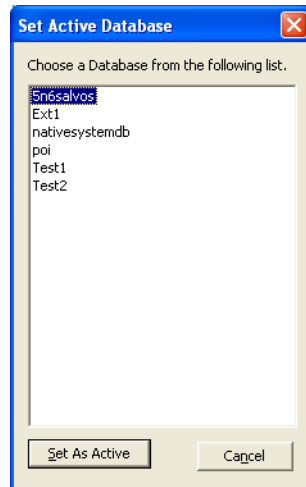 Set Active Database
Choose a Database from the following list.
5n6salvos
Ext1
nativesystemdb
poi
Test1
Test2
Set As Active
Cancel